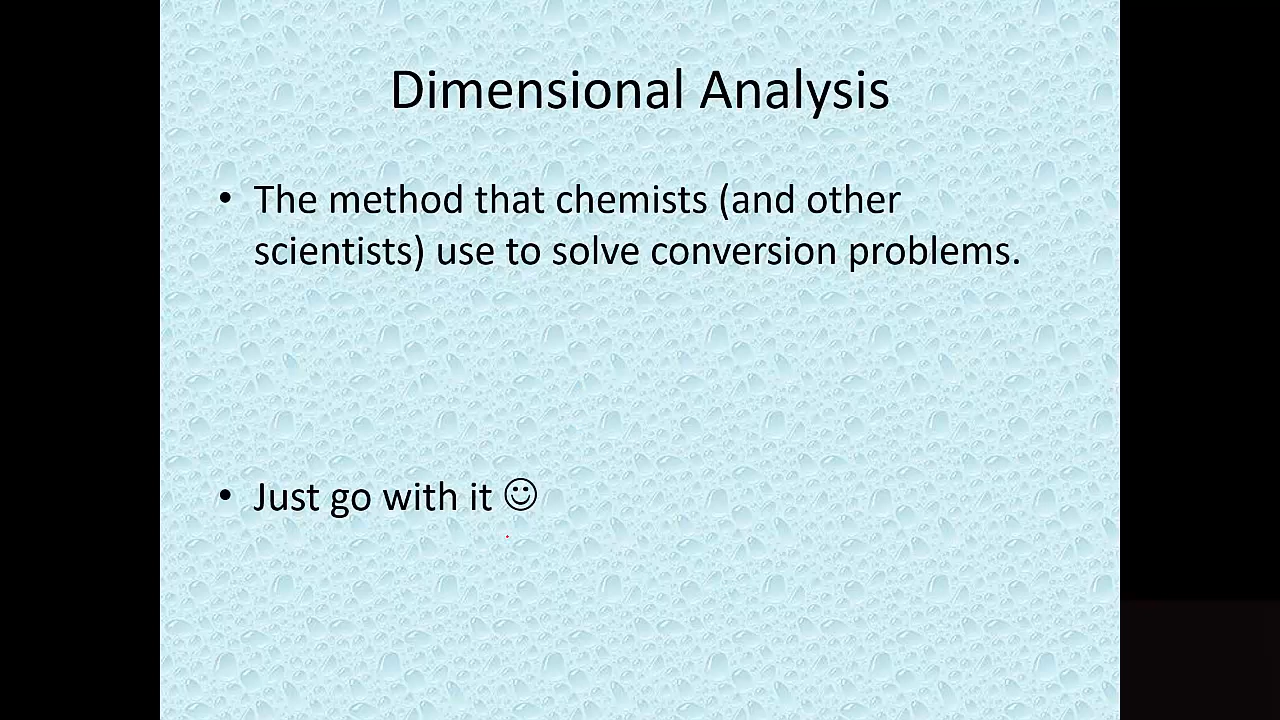 Dimensional Analysis
• The method that chemists (and other
scientists) use to solve conversion problems.
• Just go with it ☺